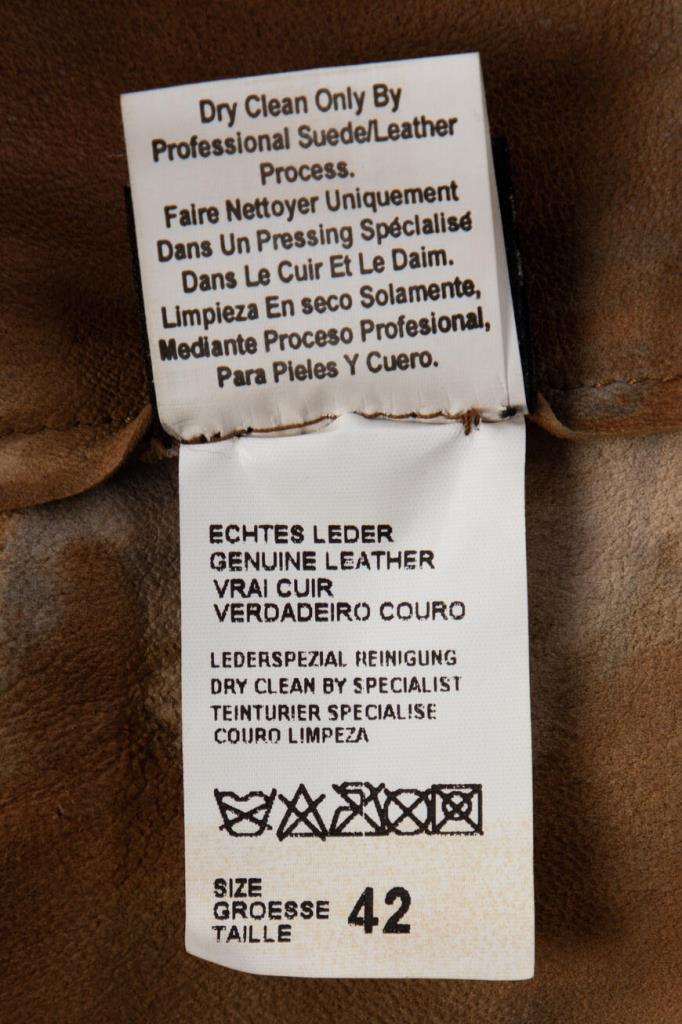 Dry Clean Only By
Professional Suede/Leather
Process.
Faire Nettoyer Uniquement
Dans Un Pressing Spécialisé
Dans Le Cuir Et Le Daim.
Limpieza En seco Solamente,
Mediante Proceso Profesional,
Para Pieles Y Cuero.
ECHTES LEDER
GENUINE LEATHER
VRAI CUIR
VERDADEIRO COURO
LEDERSPEZIAL REINIGUNG
DRY CLEAN BY SPECIALIST
TEINTURIER SPECIALISE
COURO LIMPEZA
SIZE
GROESSE 42
TAILLE